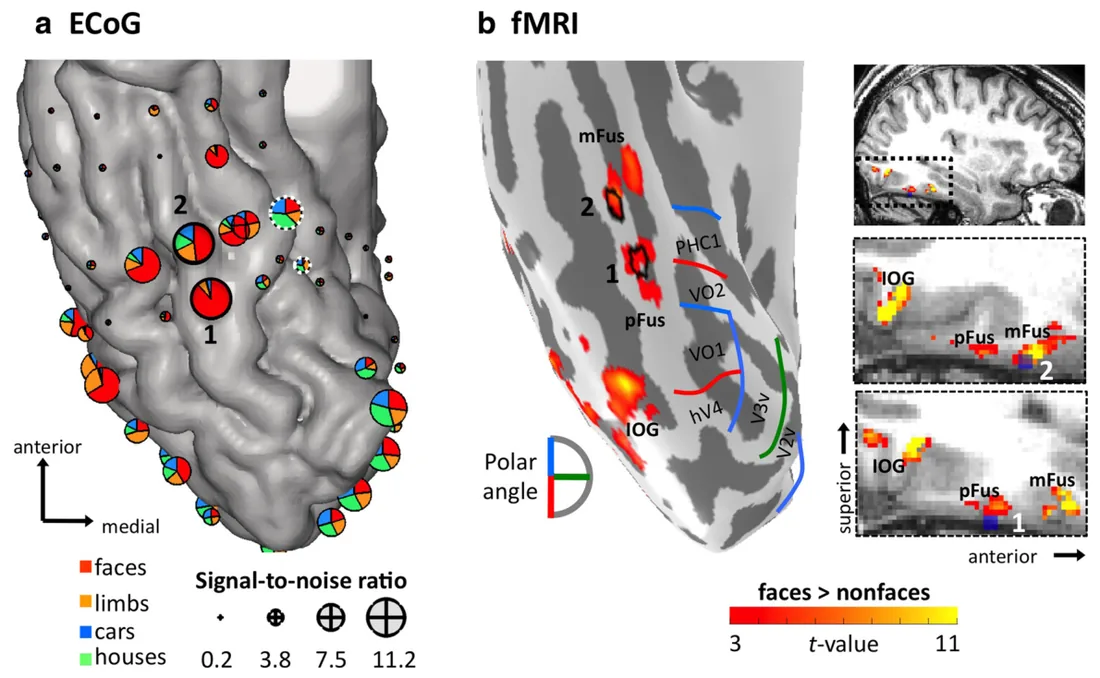 a ECoG
2
1
anterior
medial
faces
limbs
cars
houses
Signal-to-noise ratio
0.2 3.8 7.5 11.2
b fMRI
mFus
2
1
PHC1
VO2
pFus
VO1
hV4
V3v
V2v
IOG
Polar
angle
IOG
pFus
mFus
2
IOG
pFus
mFus
1
superior
anterior
faces > nonfaces
3 t-value 11